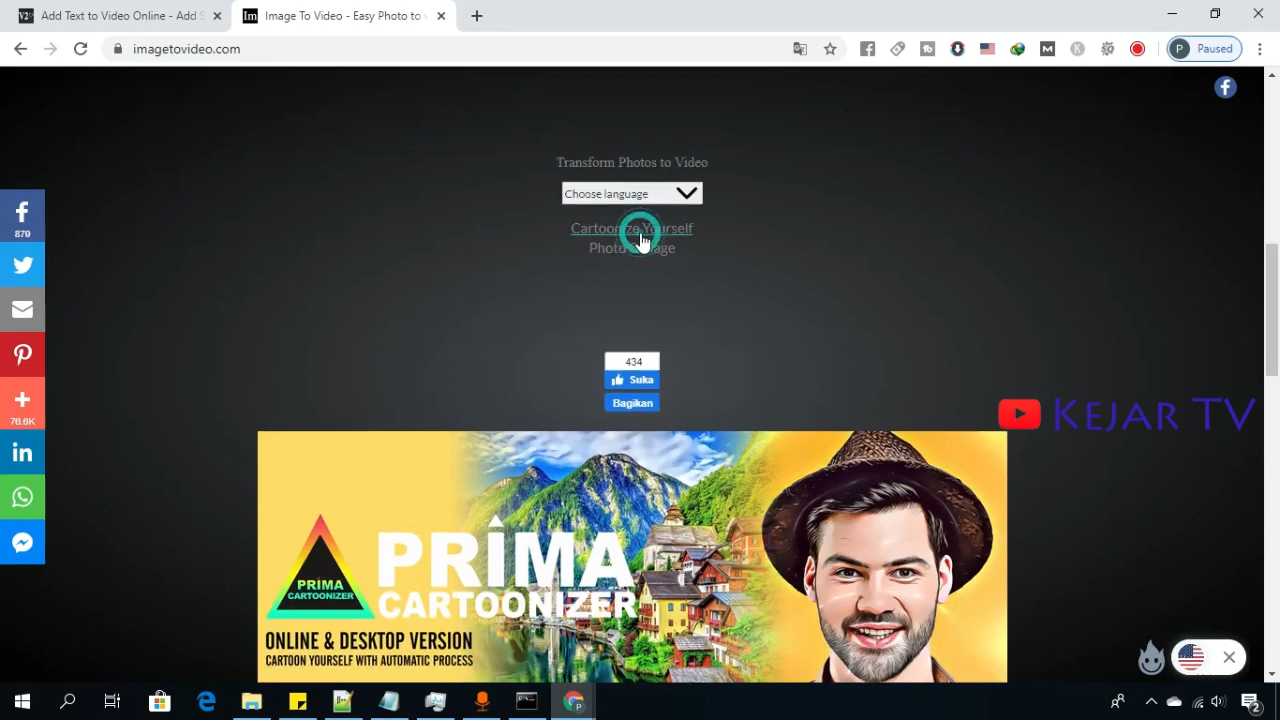 Add Text to Video Online - Add S
Image To Video - Easy Photo to v
imagetovideo.com
M
K
P
Paused
Transform Photos to Video
Choose language
Cartoonize Yourself
879
76.6K
434
Suka
Bagikan
KEJAR TV
PRIMA
CARTOONIZER
PRIMA
CARTOONIZER
ONLINE & DESKTOP VERSION
CARTOON YOURSELF WITH AUTOMATIC PROCESS
2